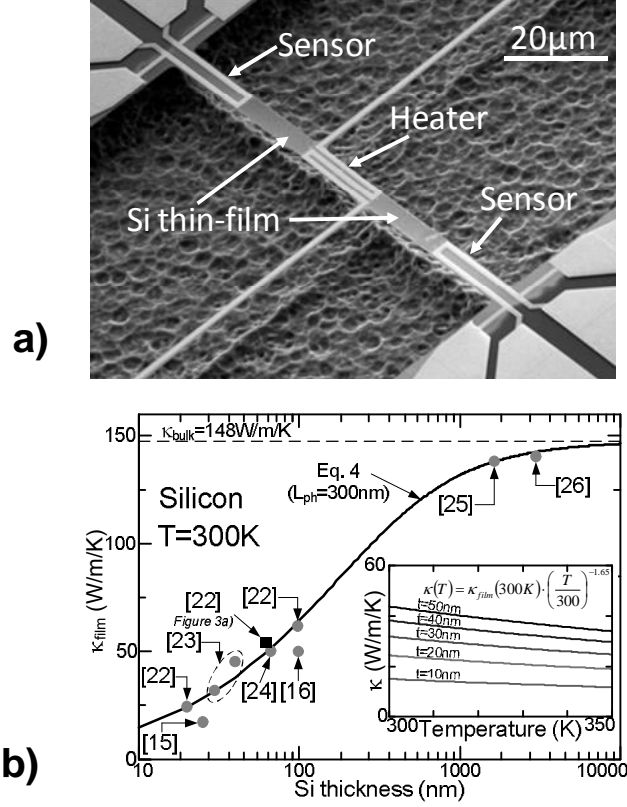 Sensor
20μm
Heater
Si thin-film
Sensor
a)
κbulk=148W/m/K
150
Eq. 4
(Lph=300nm)
[25]
[26]
Silicon
T=300K
100
κfilm (W/m/K)
60
κ(T) = κfilm(300K)·(T/300)^−1.65
[22]
[22]
Figure 3a)
[23]
t=50nm
t=40nm
t=30nm
t=20nm
t=10nm
κ (W/m/K)
50
[22]
[24]
[16]
[15]
0
300
Temperature (K)
350
0
b)
10
100
1000
10000
Si thickness (nm)